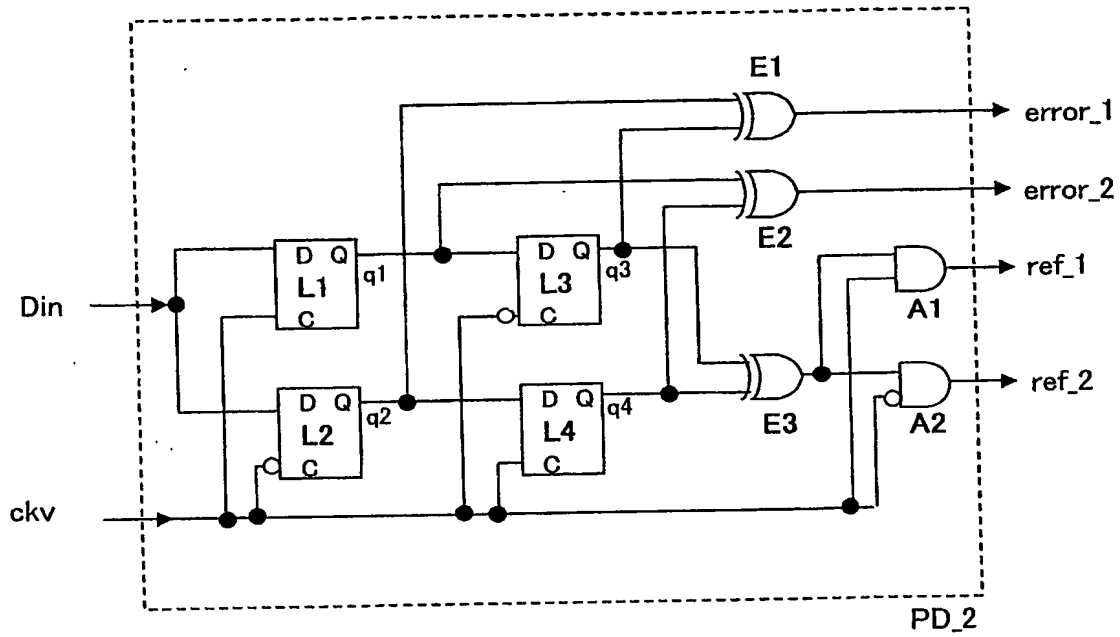 E1
error_1
error_2
E2
D Q
L1
C
q1
D Q
L3
C
q3
ref_1
A1
Din
D Q
L2
C
q2
D Q
L4
C
q4
E3
ref_2
A2
ckv
PD_2